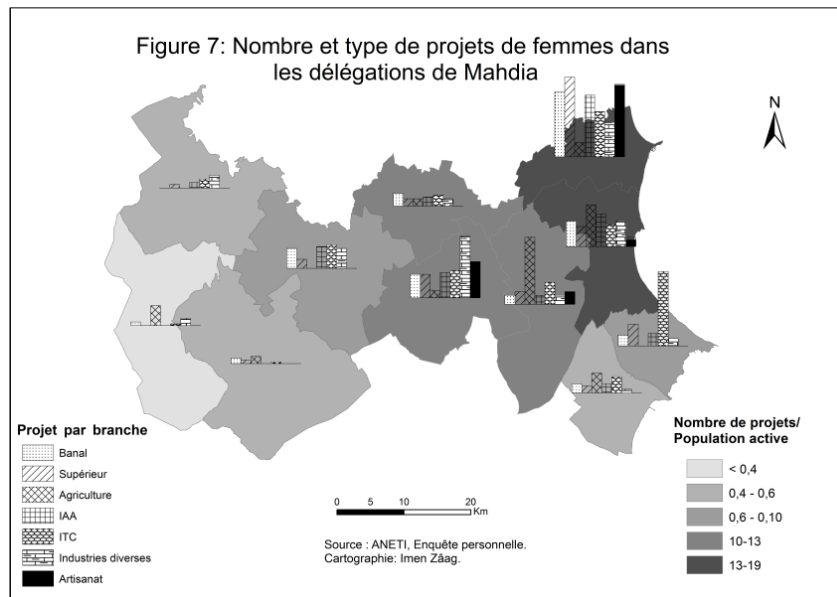 Figure 7: Nombre et type de projets de femmes dans
les délégations de Mahdia
N
Projet par branche
Banal
Supérieur
Agriculture
IAA
ITC
Industries diverses
Artisanat
0 5 10 20
Km
Source : ANETI, Enquête personnelle.
Cartographie: Imen Zâag.
Nombre de projets/
Population active
< 0,4
0,4 - 0,6
0,6 - 0,10
10-13
13-19